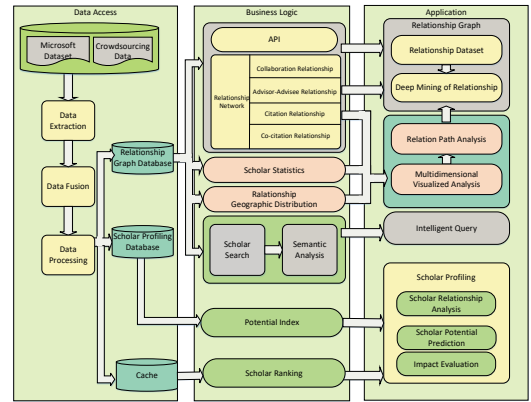 Data Access
Microsoft
Dataset
Crowdsourcing
Data
Data
Extraction
Data Fusion
Data
Processing
Relationship
Graph Database
Scholar Profiling
Database
Cache
Business Logic
API
Relationship
Network
Collaboration Relationship
Advisor-Advisee Relationship
Citation Relationship
Co-citation Relationship
Scholar Statistics
Ralationship
Geographic Distribution
Scholar
Search
Semantic
Analysis
Potential Index
Scholar Ranking
Application
Relationship Graph
Relationship Dataset
Deep Mining of Relationship
Relation Path Analysis
Multidimensional
Visualized Analysis
Intelligent Query
Scholar Profiling
Scholar Relationship
Analysis
Scholar Potential
Prediction
Impact Evaluation